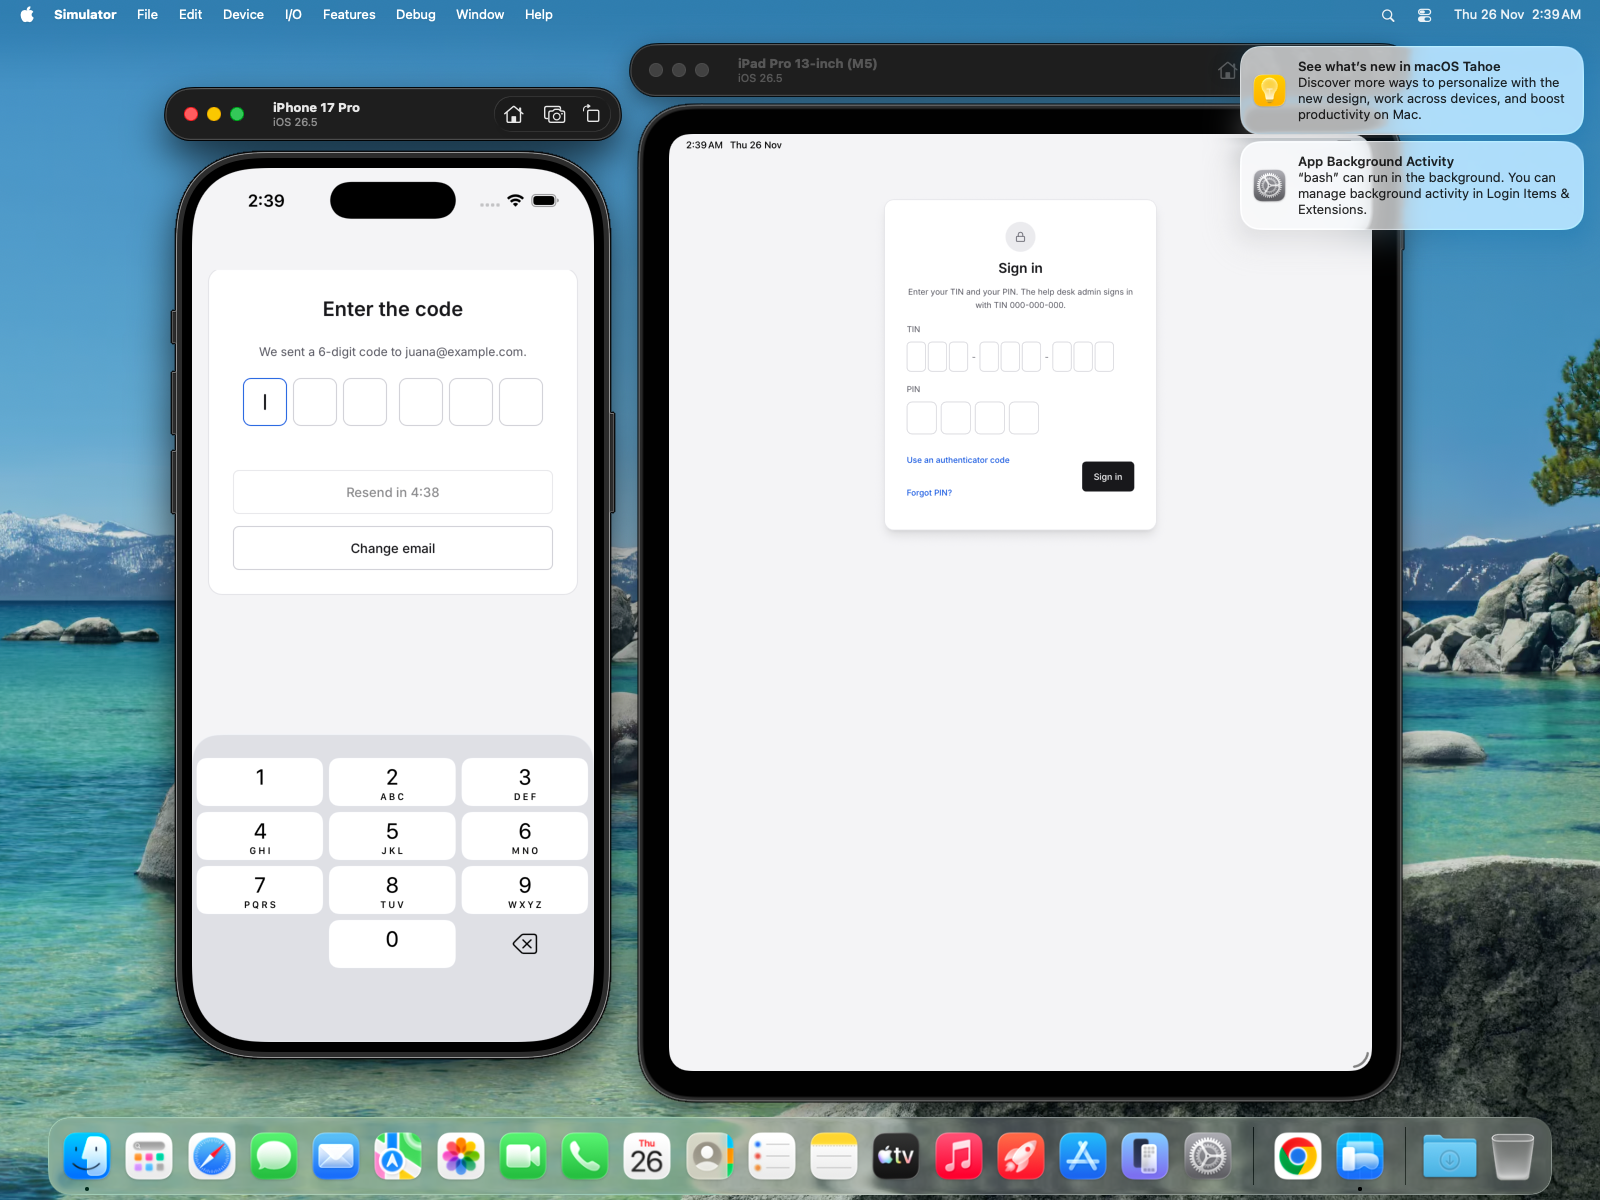 Simulator File Edit Device I/O Features Debug Window Help
Thu 26 Nov 2:39 AM
iPhone 17 Pro
iOS 26.5
2:39
Enter the code
We sent a 6-digit code to juana@example.com.
Resend in 4:38
Change email
1
2
ABC
3
DEF
4
GHI
5
JKL
6
MNO
7
PQRS
8
TUV
9
WXYZ
0
iPad Pro 13-inch (M5)
iOS 26.5
2:39 AM Thu 26 Nov
Sign in
Enter your TIN and your PIN. The help desk admin signs in
with TIN 000-000-000.
TIN
- -
PIN
Use an authenticator code
Sign in
Forgot PIN?
See what's new in macOS Tahoe
Discover more ways to personalize with the
new design, work across devices, and boost
productivity on Mac.
App Background Activity
“bash” can run in the background. You can
manage background activity in Login Items &
Extensions.
Thu
26
tv